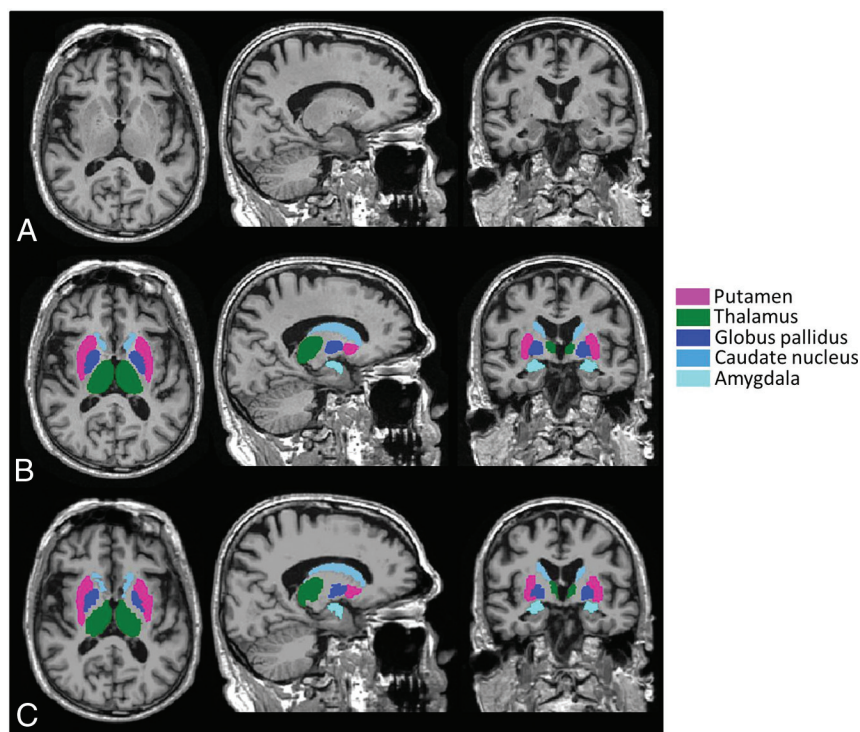 A
B
C
Putamen
Thalamus
Globus pallidus
Caudate nucleus
Amygdala